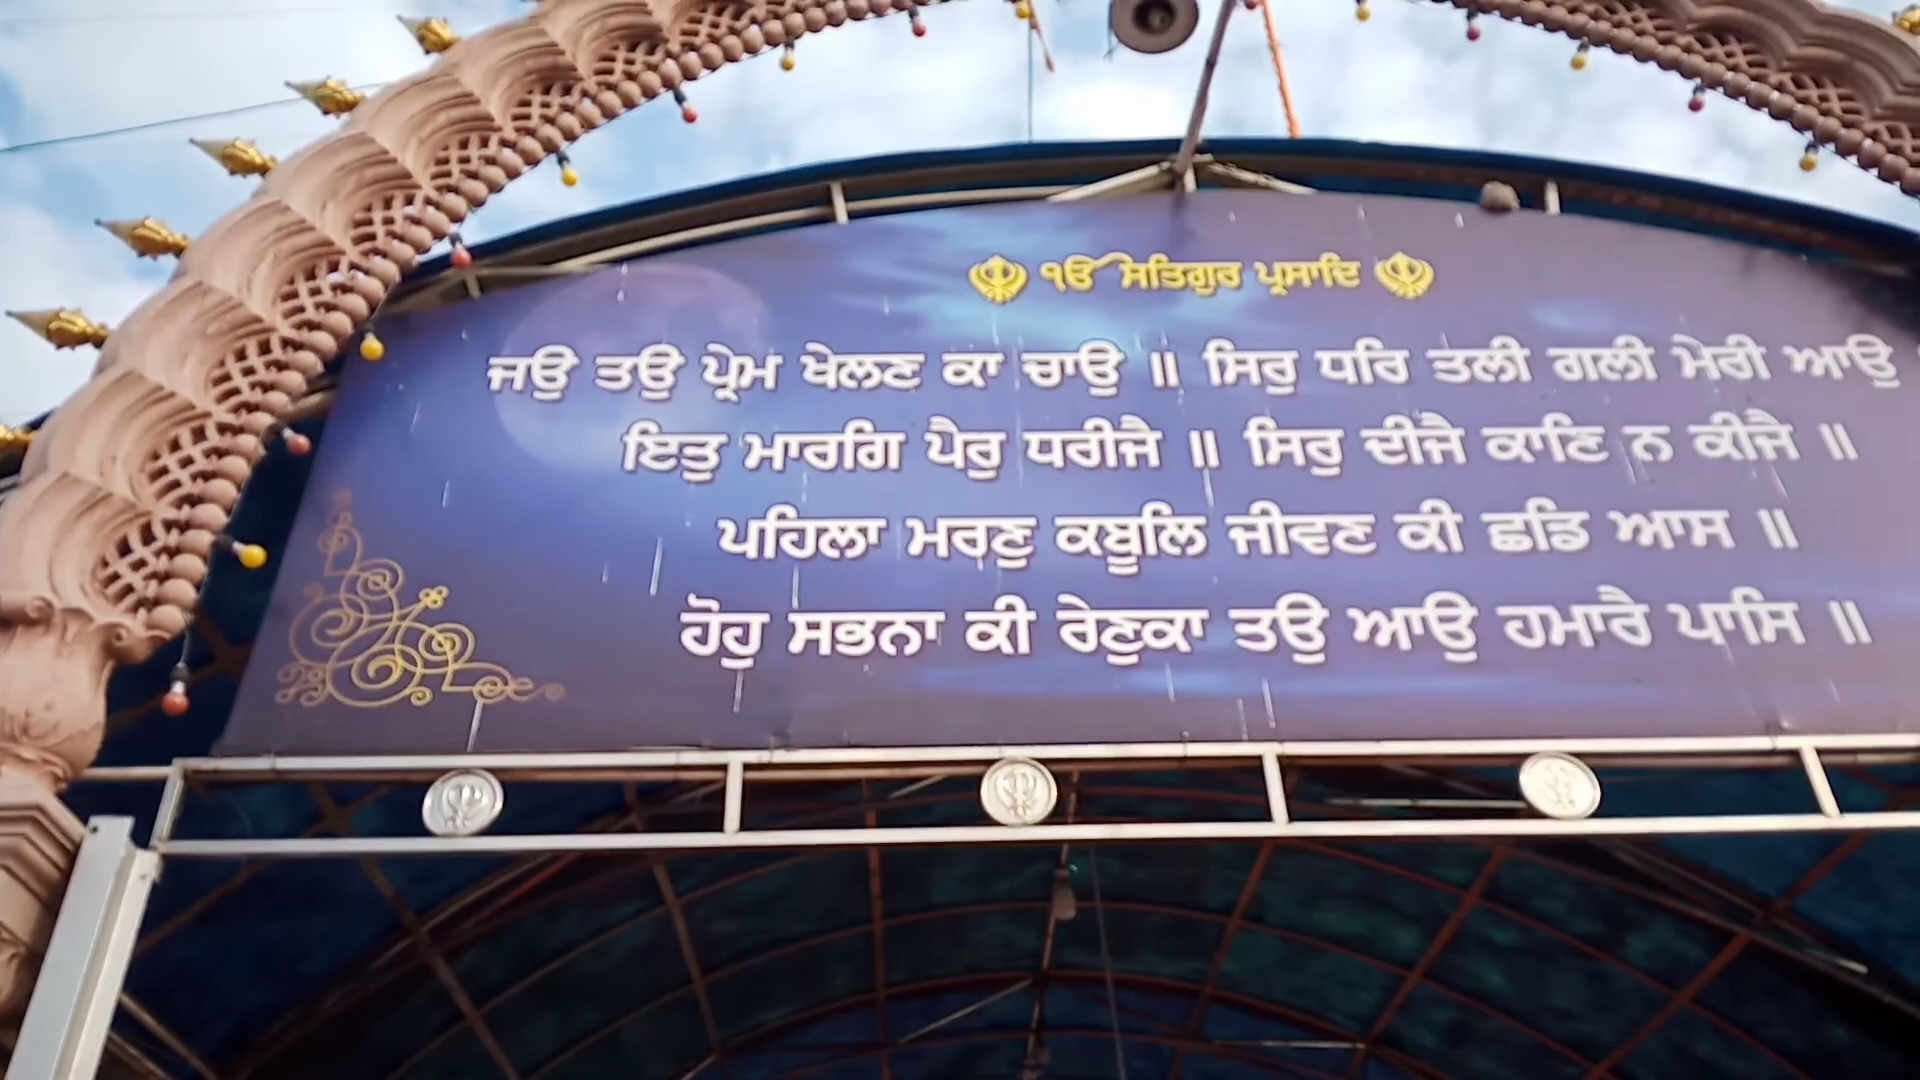 ੴ ਸਤਿਗੁਰ ਪ੍ਰਸਾਦਿ
ਜਉ ਤਉ ਪ੍ਰੇਮ ਖੇਲਣ ਕਾ ਚਾਉ ॥ ਸਿਰੁ ਧਰਿ ਤਲੀ ਗਲੀ ਮੇਰੀ ਆਉ
ਇਤੁ ਮਾਰਗਿ ਪੈਰੁ ਧਰੀਜੈ ॥ ਸਿਰੁ ਦੀਜੈ ਕਾਣਿ ਨ ਕੀਜੈ ॥
ਪਹਿਲਾ ਮਰਣੁ ਕਬੂਲਿ ਜੀਵਣ ਕੀ ਛਡਿ ਆਸ ॥
ਹੋਹੁ ਸਭਨਾ ਕੀ ਰੇਣੁਕਾ ਤਉ ਆਉ ਹਮਾਰੈ ਪਾਸਿ ॥